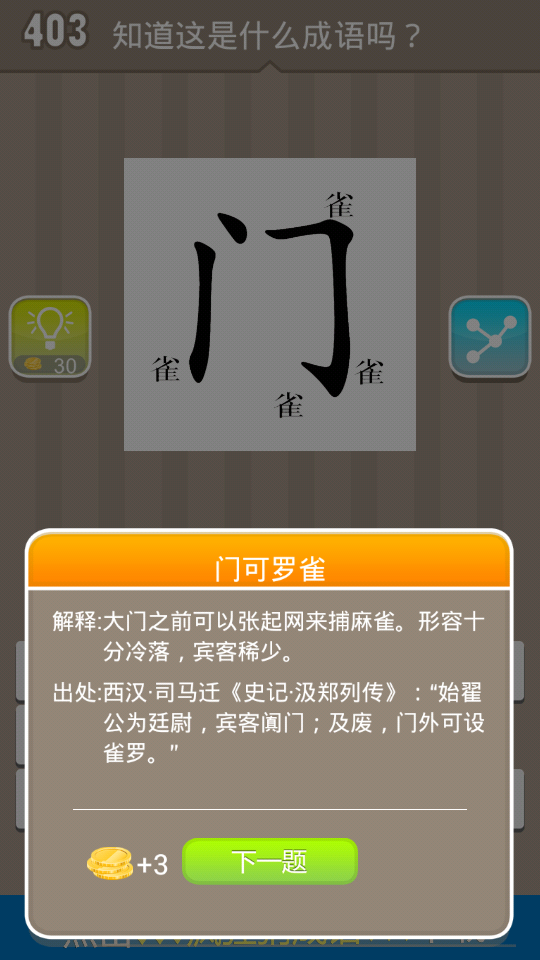 403 知道这是什么成语吗？
雀
门
雀
雀
雀
30
门可罗雀
解释:大门之前可以张起网来捕麻雀。形容十
分冷落，宾客稀少。
出处:西汉·司马迁《史记·汲郑列传》：“始翟
公为廷尉，宾客阗门；及废，门外可设
雀罗。”
+3 下一题